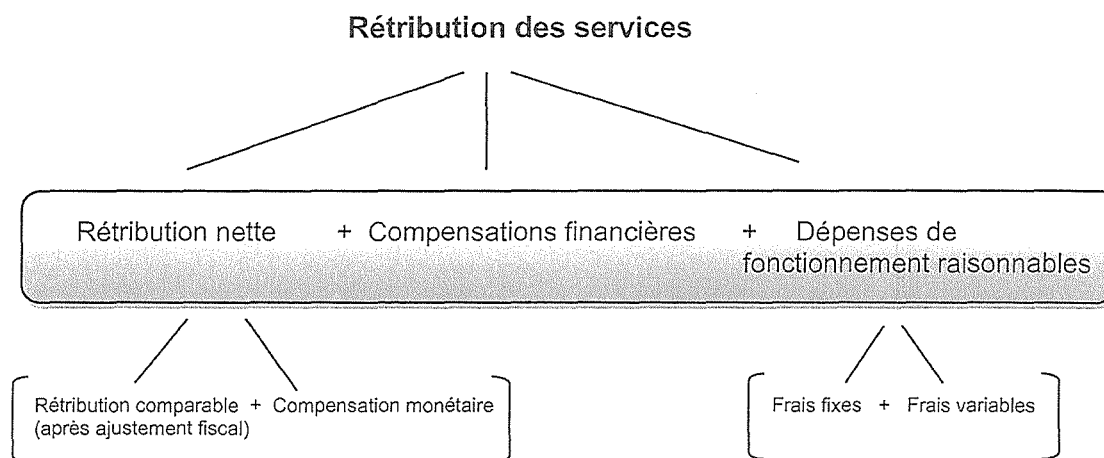 Rétribution des services
Rétribution nette + Compensations financières + Dépenses de
fonctionnement raisonnables
Rétribution comparable + Compensation monétaire
(après ajustement fiscal)
Frais fixes + Frais variables